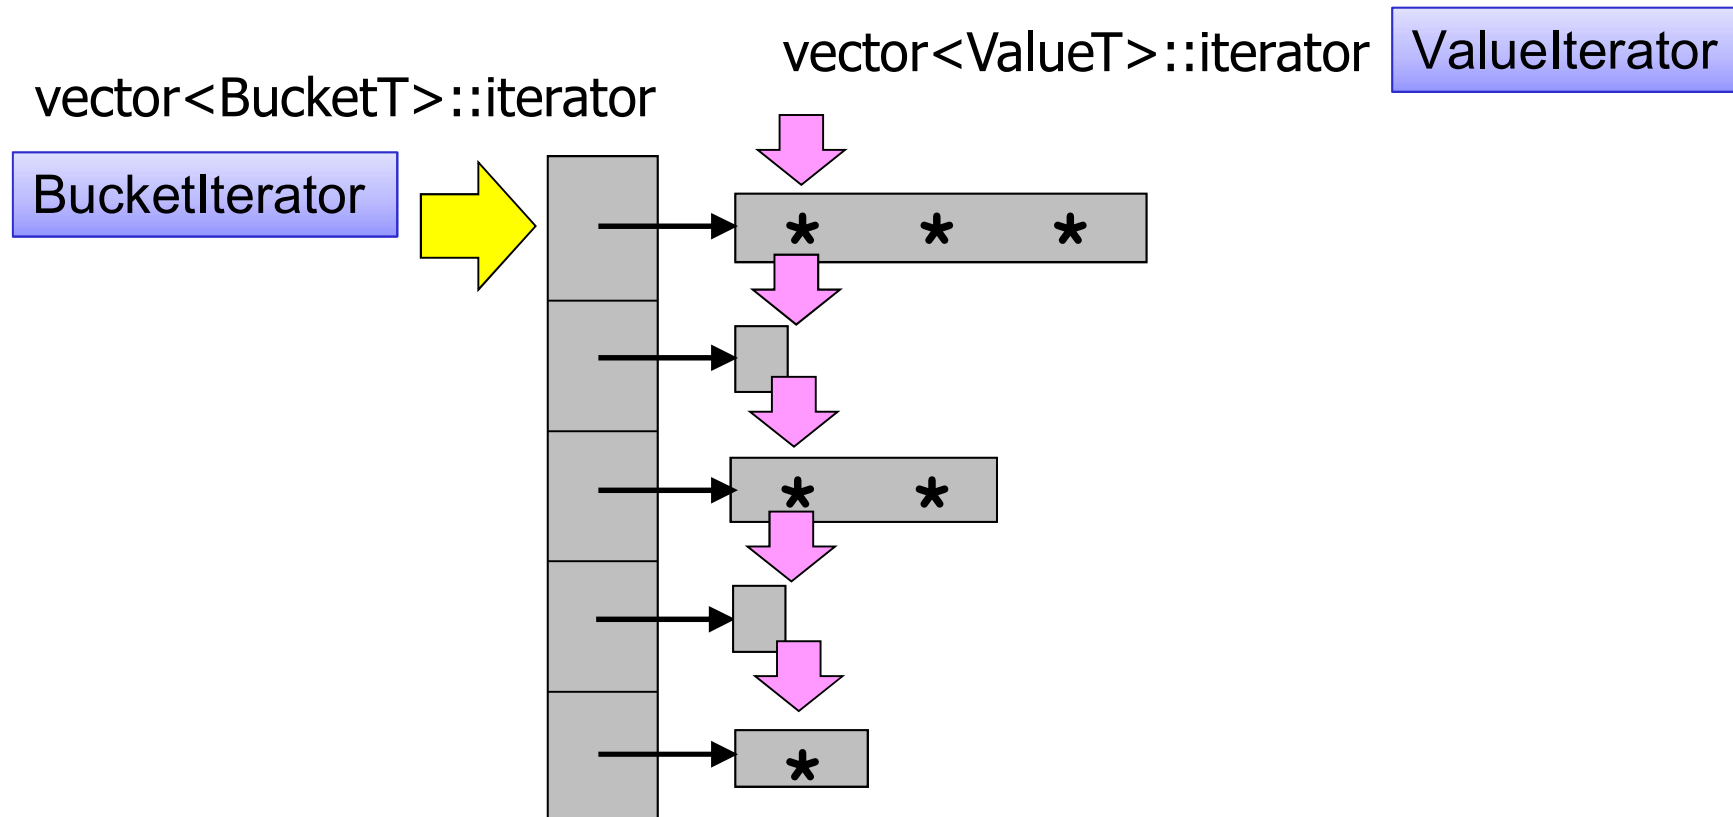 vector<ValueT>::iterator
ValueIterator
vector<BucketT>::iterator
BucketIterator
* * *
* *
*